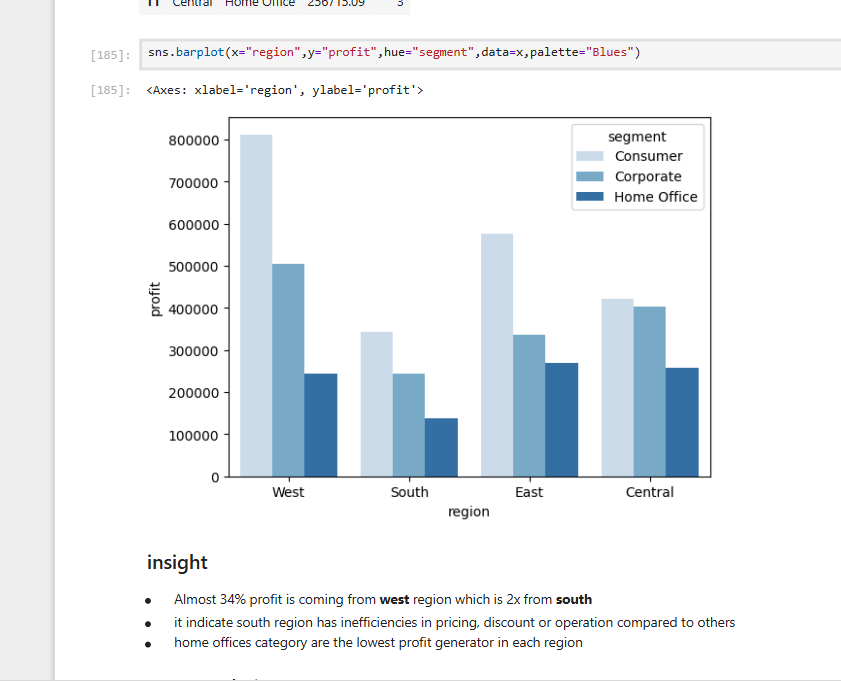 11 Central Home Office 256715.09 3
[185]: sns.barplot(x="region",y="profit",hue="segment",data=x,palette="Blues")
[185]: <Axes: xlabel='region', ylabel='profit'>
segment
Consumer
Corporate
Home Office
800000
700000
600000
500000
400000
300000
200000
100000
0
profit
West South East Central
region
insight
• Almost 34% profit is coming from west region which is 2x from south
• it indicate south region has inefficiencies in pricing, discount or operation compared to others
• home offices category are the lowest profit generator in each region